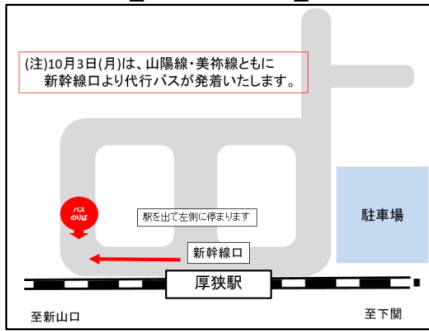 (注)10月3日(月)は、山陽線・美祢線ともに
新幹線口より代行バスが発着いたします。
バス
のりば
駅を出て左側に停まります
駐車場
新幹線口
厚狭駅
至新山口
至下関